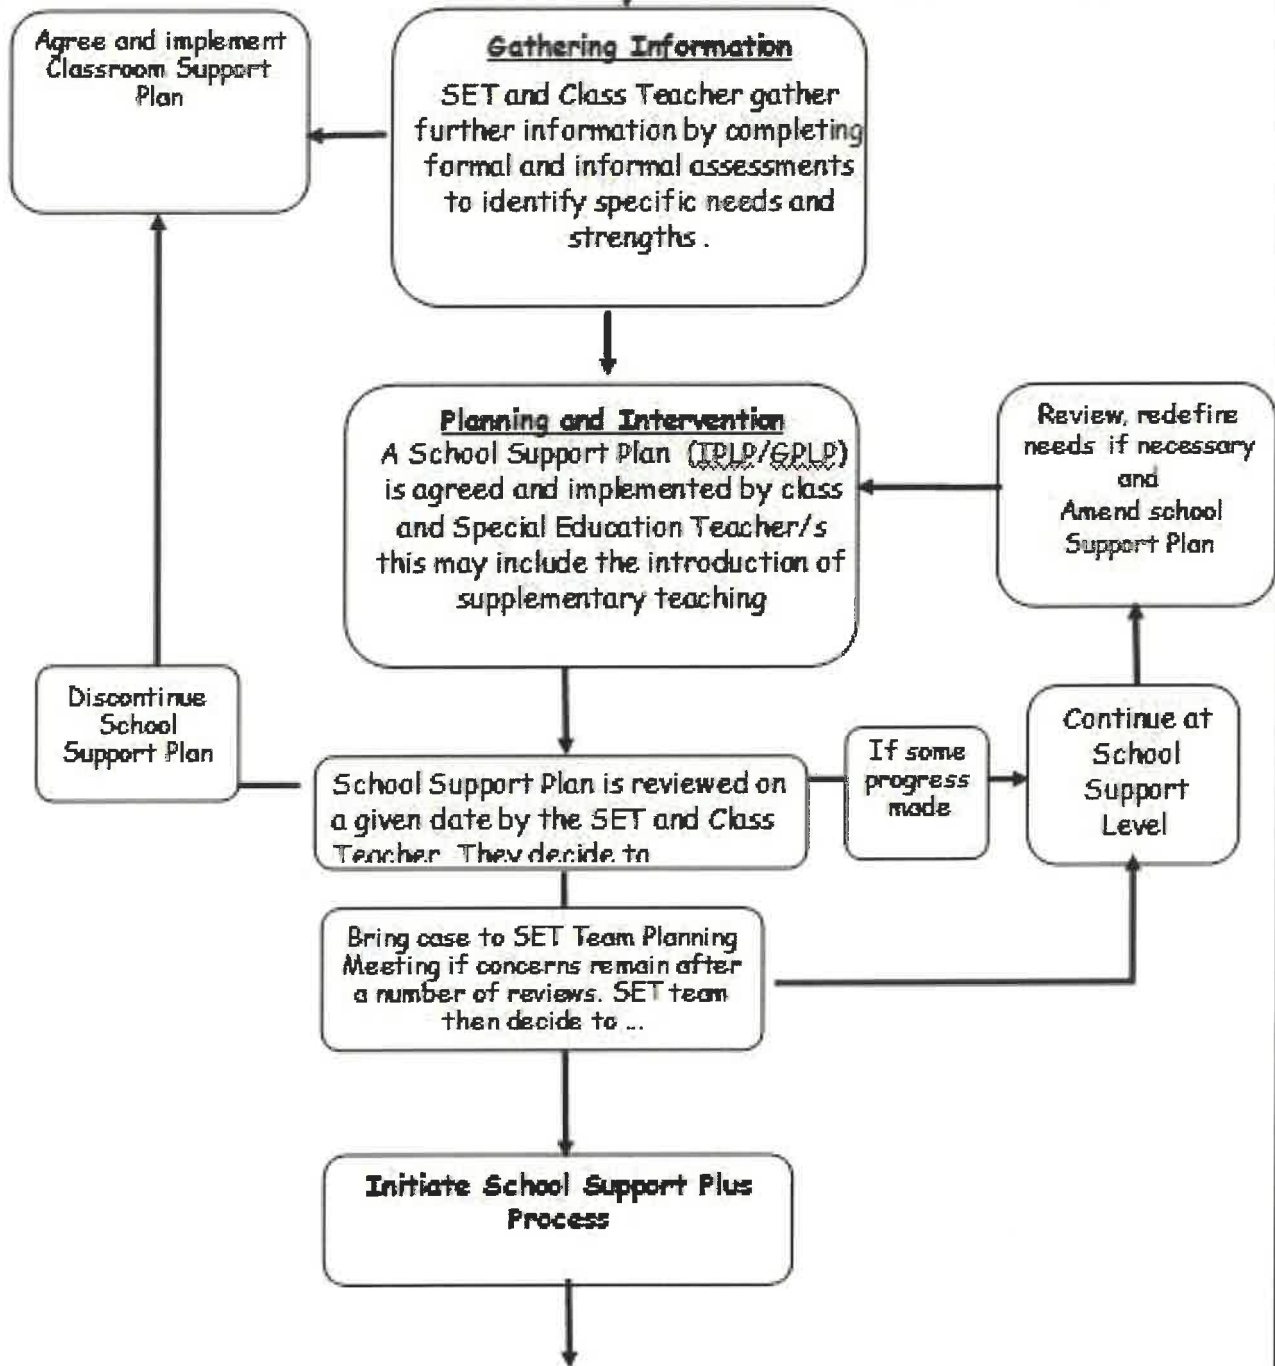 Agree and implement
Classroom Support
Plan
Gathering Information
SET and Class Teacher gather
further information by completing
formal and informal assessments
to identify specific needs and
strengths .
Planning and Intervention
A School Support Plan (IPLP/GPLP)
is agreed and implemented by class
and Special Education Teacher/s
this may include the introduction of
supplementary teaching
Review, redefine
needs if necessary
and
Amend school
Support Plan
Discontinue
School
Support Plan
School Support Plan is reviewed on
a given date by the SET and Class
Teacher. They decide to
If some
progress
made
Continue at
School
Support
Level
Bring case to SET Team Planning
Meeting if concerns remain after
a number of reviews. SET team
then decide to ...
Initiate School Support Plus
Process